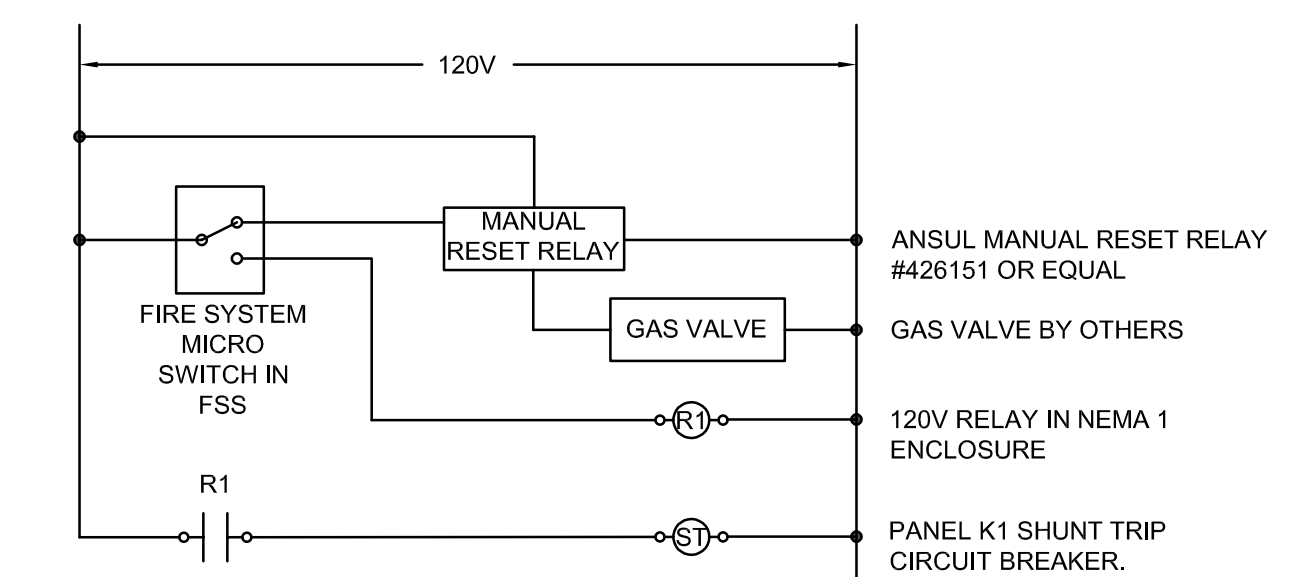 120V
MANUAL
RESET RELAY
ANSUL MANUAL RESET RELAY
#426151 OR EQUAL
FIRE SYSTEM
MICRO
SWITCH IN
FSS
GAS VALVE
GAS VALVE BY OTHERS
R1
120V RELAY IN NEMA 1
ENCLOSURE
R1
ST
PANEL K1 SHUNT TRIP
CIRCUIT BREAKER.